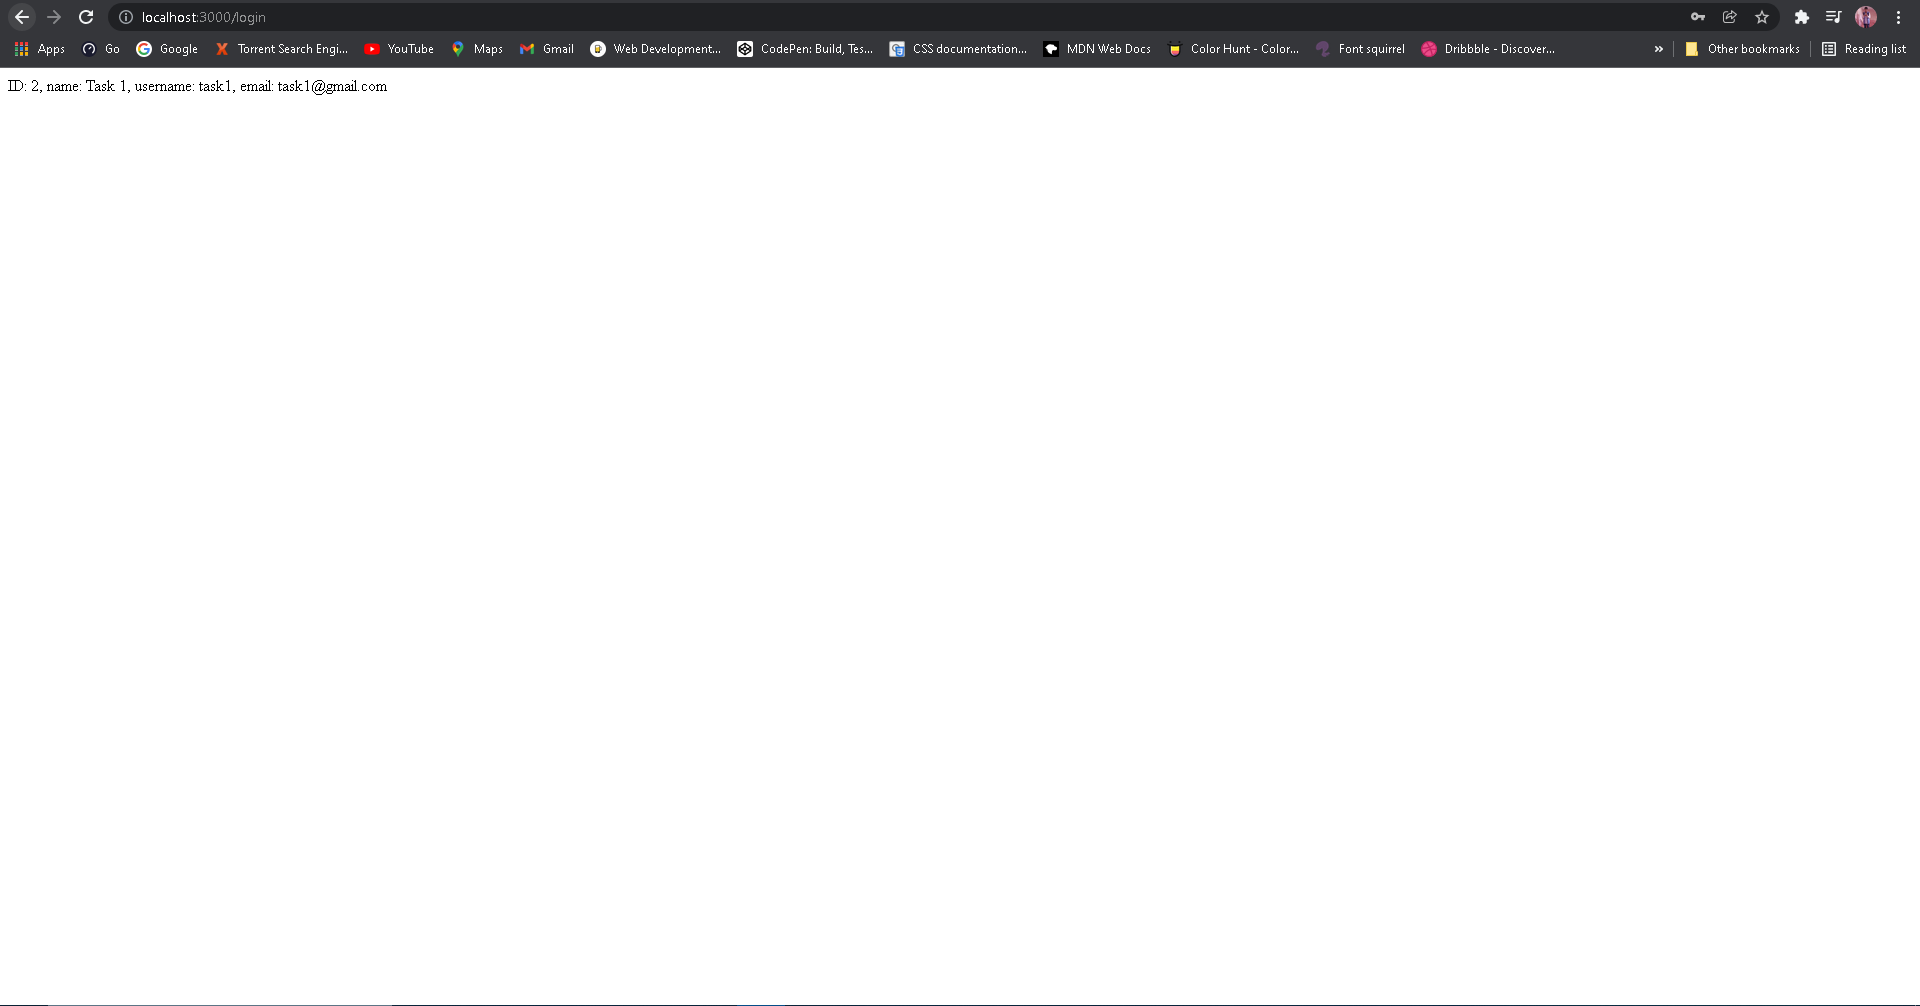 localhost:3000/login
Apps Go Google Torrent Search Engi... YouTube Maps Gmail Web Development... CodePen: Build, Tes... CSS documentation... MDN Web Docs Color Hunt - Color... Font squirrel Dribbble - Discover... » Other bookmarks Reading list
ID: 2, name: Task 1, username: task1, email: task1@gmail.com